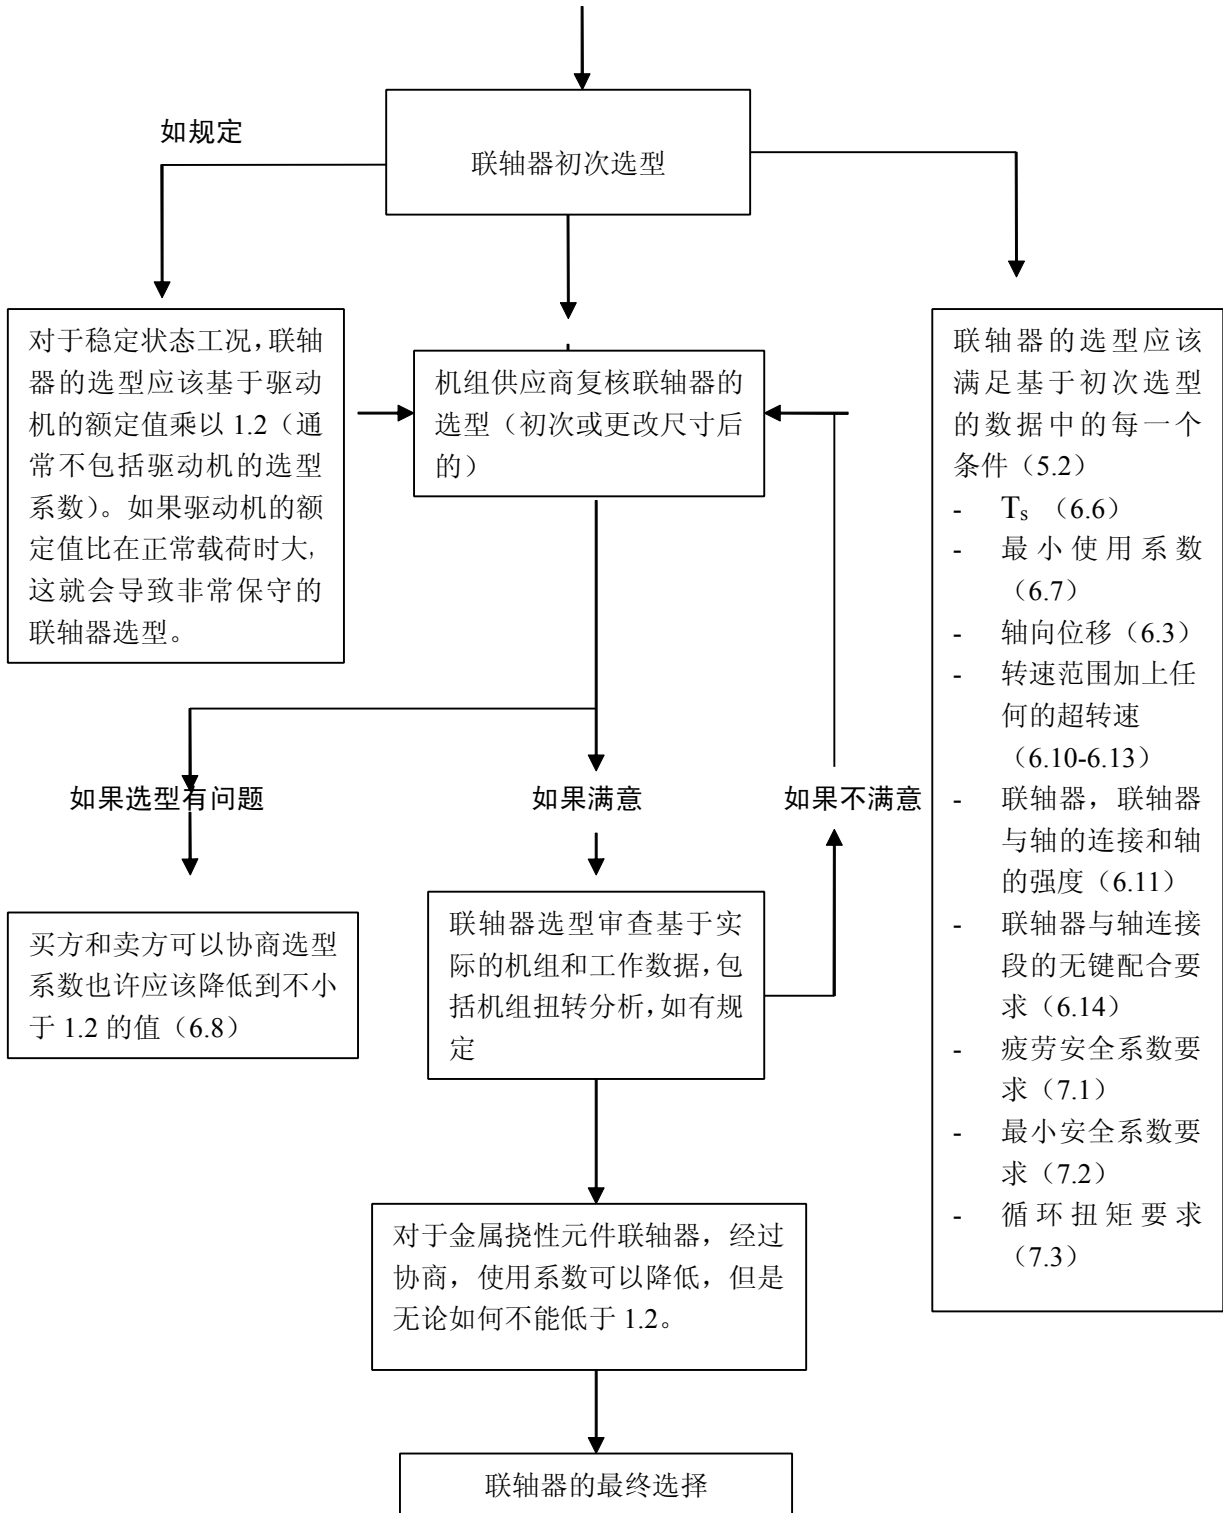 如规定
联轴器初次选型
对于稳定状态工况，联轴
器的选型应该基于驱动
机的额定值乘以 1.2（通
常不包括驱动机的选型
系数）。如果驱动机的额
定值比在正常载荷时大，
这就会导致非常保守的
联轴器选型。
机组供应商复核联轴器的
选型（初次或更改尺寸后
的）
联轴器的选型应该
满足基于初次选型
的数据中的每一个
条件（5.2）
- Ts （6.6）
- 最小使用系数
（6.7）
- 轴向位移（6.3）
- 转速范围加上任
何的超转速
（6.10-6.13）
- 联轴器，联轴器
与轴的连接和轴
的强度（6.11）
- 联轴器与轴连接
段的无键配合要
求（6.14）
- 疲劳安全系数要
求（7.1）
- 最小安全系数要
求（7.2）
- 循环扭矩要求
（7.3）
如果选型有问题
如果满意
如果不满意
买方和卖方可以协商选型
系数也许应该降低到不小
于 1.2 的值（6.8）
联轴器选型审查基于实
际的机组和工作数据，包
括机组扭转分析，如有规
定
对于金属挠性元件联轴器，经过
协商，使用系数可以降低，但是
无论如何不能低于 1.2。
联轴器的最终选择